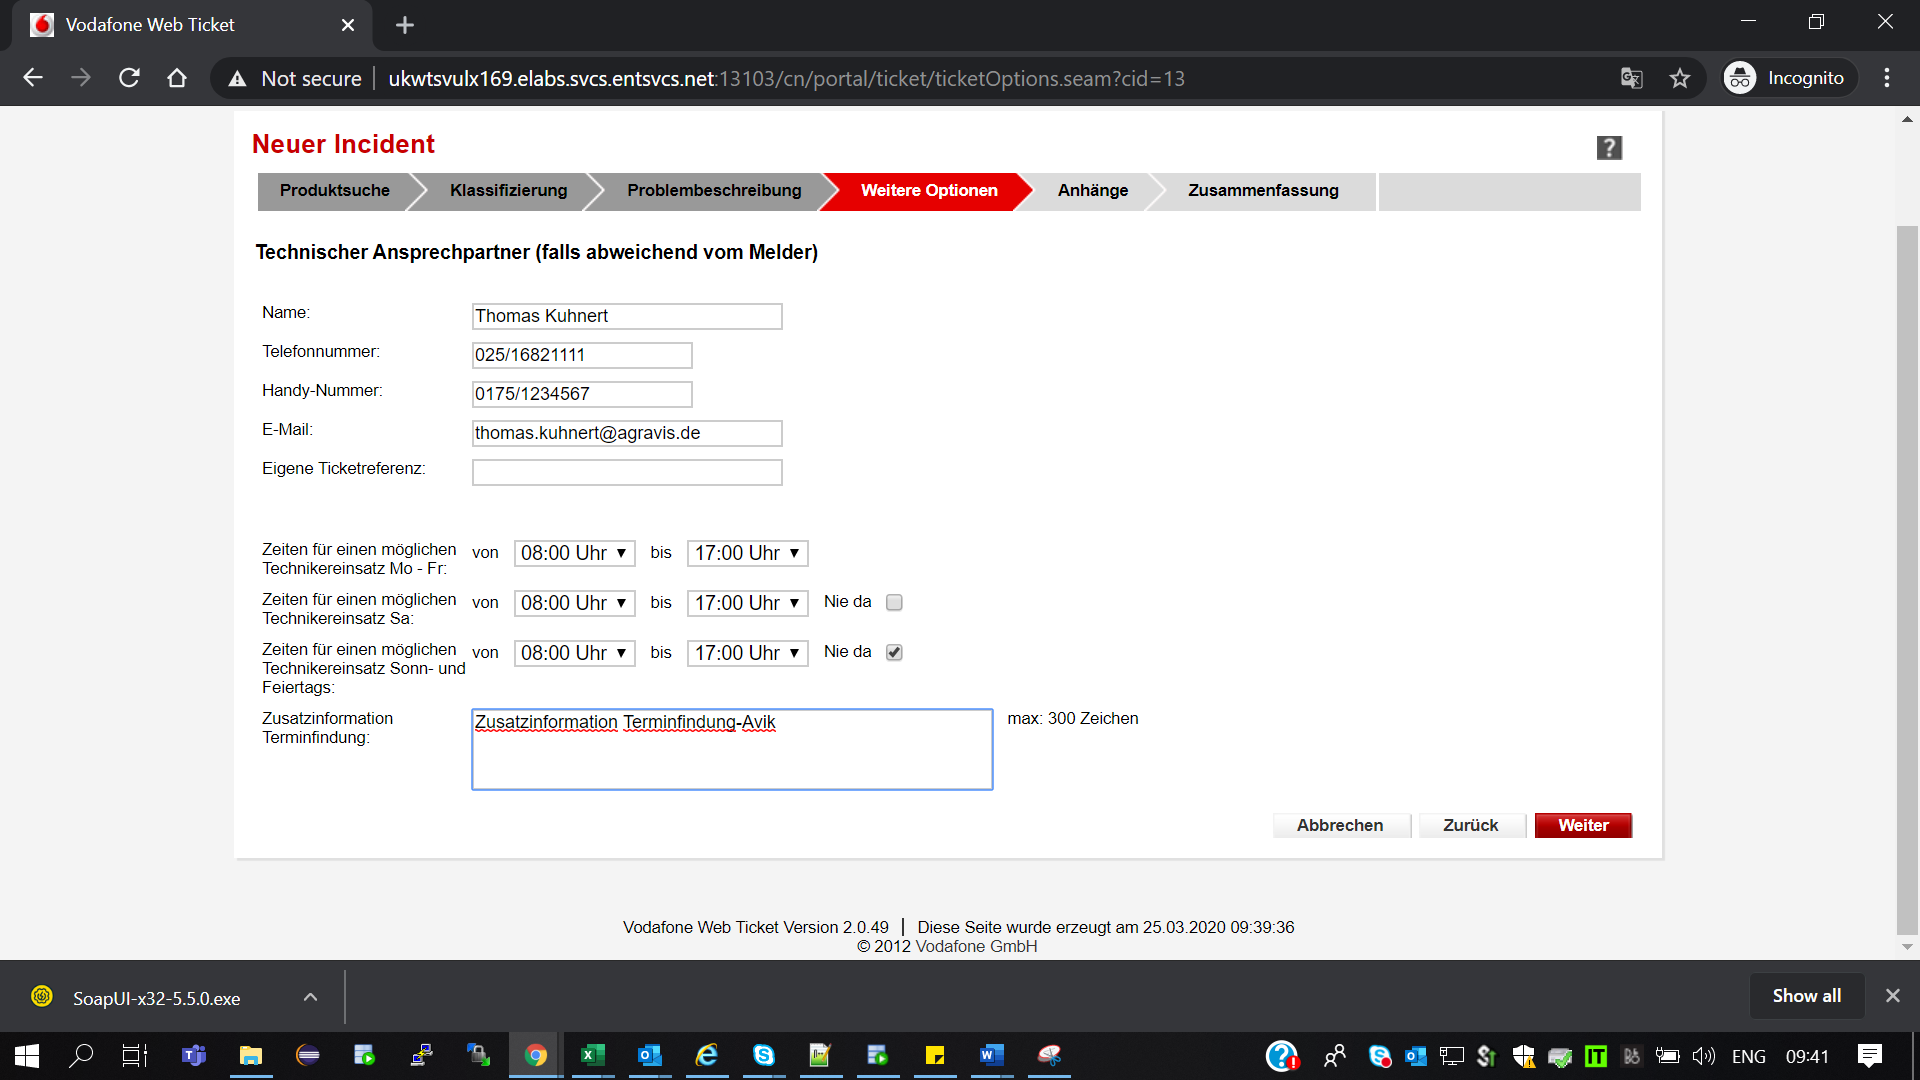 Vodafone Web Ticket
Not secure
ukwtsvulx169.elabs.svcs.entsvcs.net:13103/cn/portal/ticket/ticketOptions.seam?cid=13
Incognito
Neuer Incident
?
Produktsuche
Klassifizierung
Problembeschreibung
Weitere Optionen
Anhänge
Zusammenfassung
Technischer Ansprechpartner (falls abweichend vom Melder)
Name:
Thomas Kuhnert
Telefonnummer:
025/16821111
Handy-Nummer:
0175/1234567
E-Mail:
thomas.kuhnert@agravis.de
Eigene Ticketreferenz:
Zeiten für einen möglichen
Technikereinsatz Mo - Fr:
von 08:00 Uhr bis 17:00 Uhr
Zeiten für einen möglichen
Technikereinsatz Sa:
von 08:00 Uhr bis 17:00 Uhr Nie da
Zeiten für einen möglichen
Technikereinsatz Sonn- und
Feiertags:
von 08:00 Uhr bis 17:00 Uhr Nie da
Zusatzinformation
Terminfindung:
Zusatzinformation Terminfindung-Avik
max: 300 Zeichen
Abbrechen
Zurück
Weiter
Vodafone Web Ticket Version 2.0.49 | Diese Seite wurde erzeugt am 25.03.2020 09:39:36
© 2012 Vodafone GmbH
SoapUI-x32-5.5.0.exe
Show all
ENG
09:41